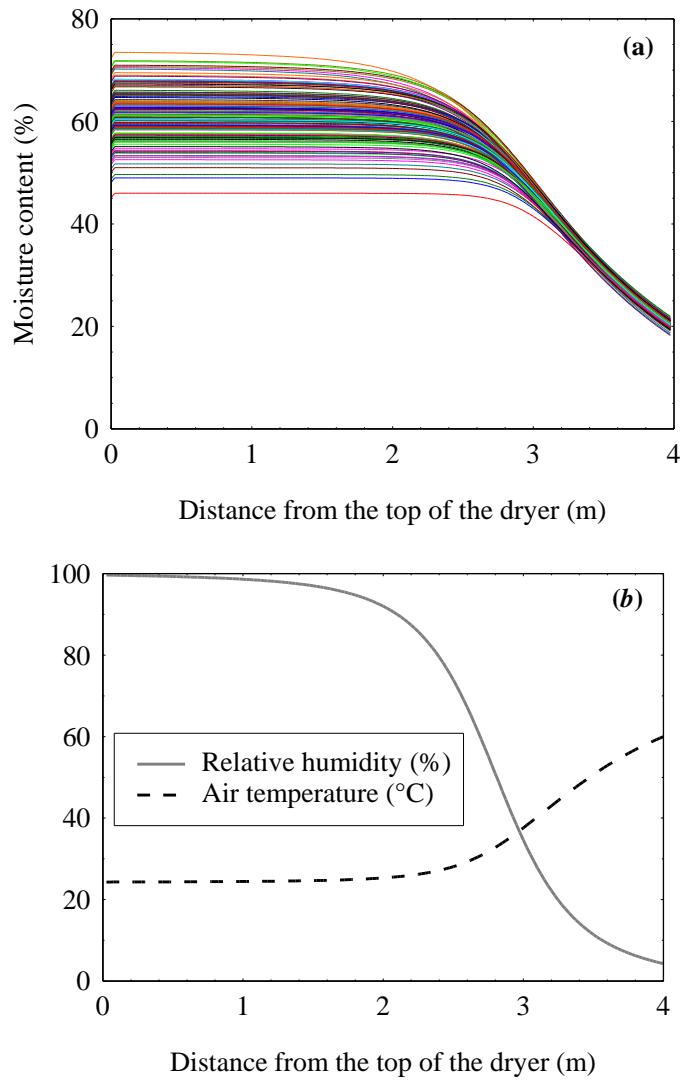 80
(a)
60
40
20
0
Moisture content (%)
0 1 2 3 4
Distance from the top of the dryer (m)
100
(b)
80
60
Relative humidity (%)
Air temperature (°C)
40
20
0
0 1 2 3 4
Distance from the top of the dryer (m)